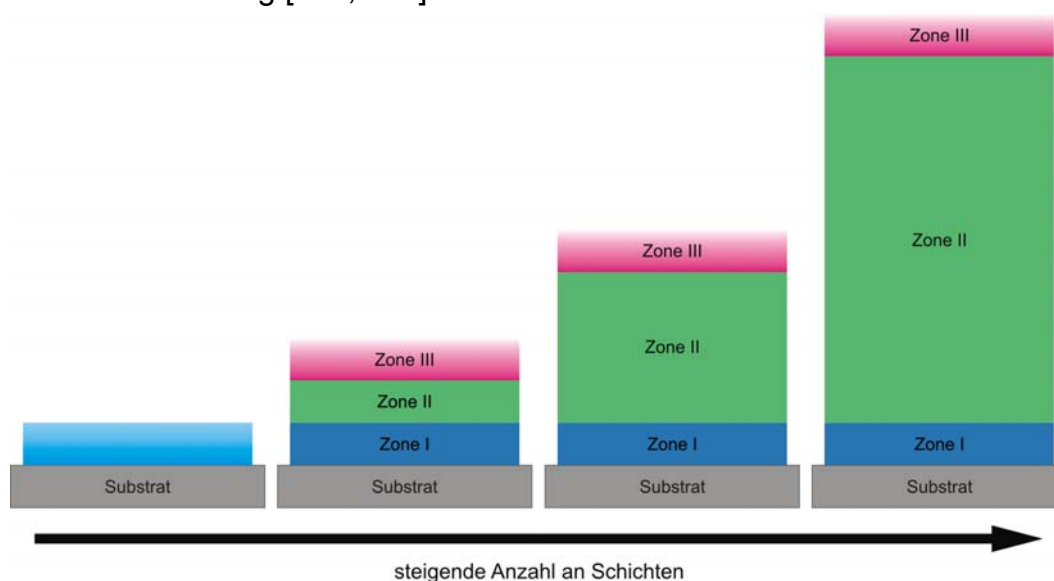 Zone III
Zone III
Zone II
Zone II
Zone III
Zone II
Zone I
Zone I
Zone I
Substrat
Substrat
Substrat
Substrat
steigende Anzahl an Schichten